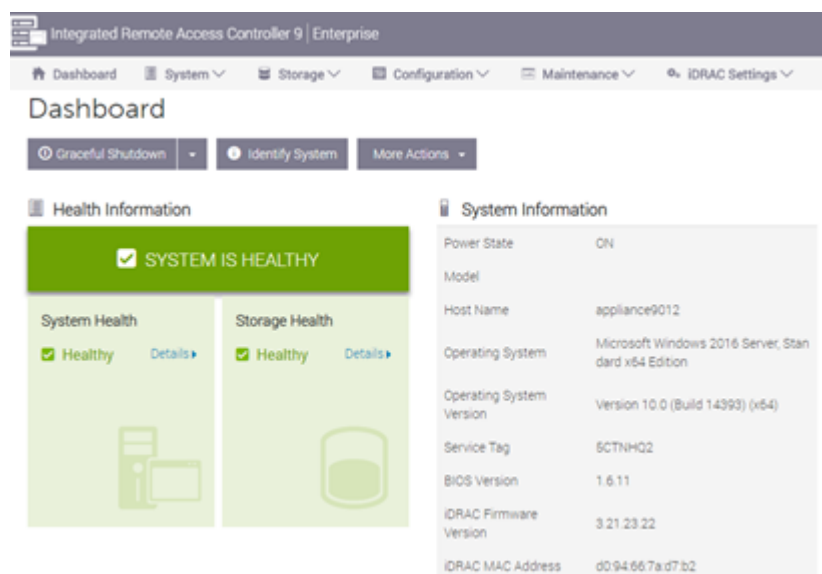 Integrated Remote Access Controller 9 | Enterprise
Dashboard System Storage Configuration Maintenance iDRAC Settings
Dashboard
Graceful Shutdown Identify System More Actions
Health Information
SYSTEM IS HEALTHY
System Health
Healthy Details
Storage Health
Healthy Details
System Information
Power State ON
Model
Host Name appliance9012
Operating System Microsoft Windows 2016 Server, Stan
dard x64 Edition
Operating System
Version Version 10.0 (Build 14393) (x64)
Service Tag 5CTNHQ2
BIOS Version 1.6.11
iDRAC Firmware
Version 3.21.23.22
iDRAC MAC Address d0:94:66:7a:d7:b2